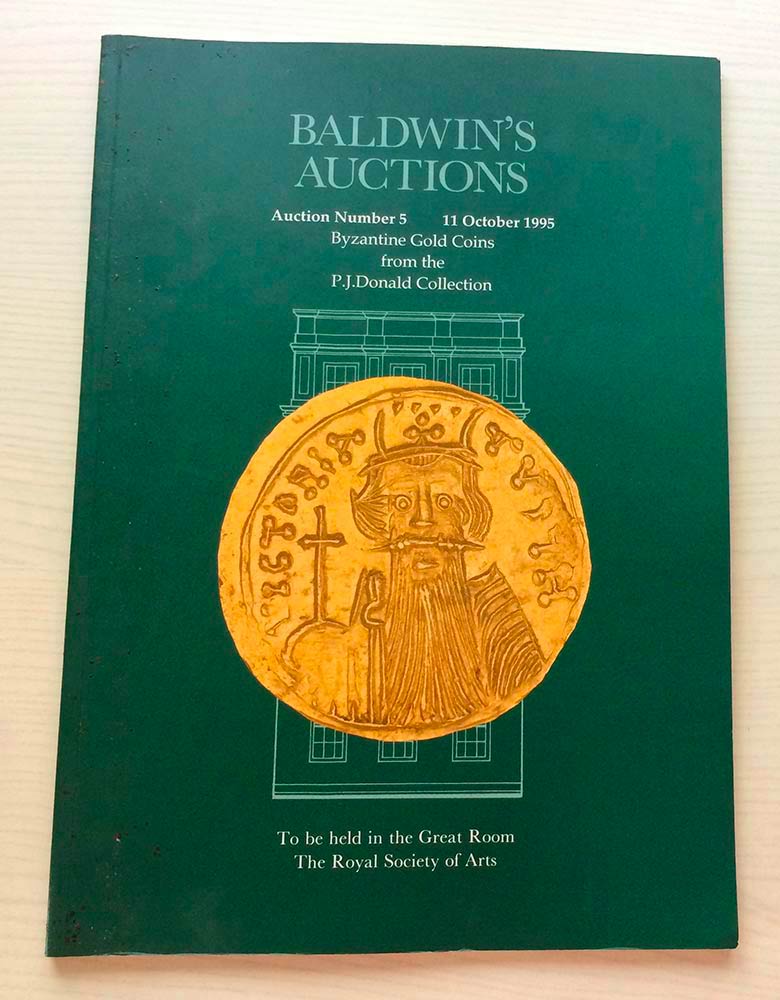 BALDWIN'S
AUCTIONS
Auction Number 5 11 October 1995
Byzantine Gold Coins
from the
P.J.Donald Collection
To be held in the Great Room
The Royal Society of Arts